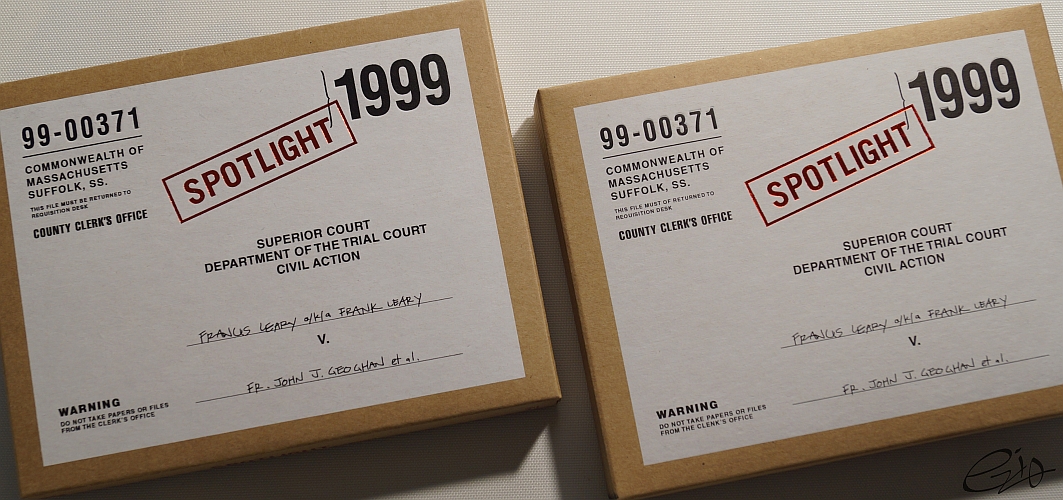 99-00371
COMMONWEALTH OF
MASSACHUSETTS
SUFFOLK, SS.
THIS FILE MUST BE RETURNED TO
REQUISITION DESK
COUNTY CLERK'S OFFICE
1999
SPOTLIGHT
SUPERIOR COURT
DEPARTMENT OF THE TRIAL COURT
CIVIL ACTION
FRANCIS LEARY a/k/a FRANK LEARY
V.
FR. JOHN J. GEOGHAN et al.
WARNING
DO NOT TAKE PAPERS OR FILES
FROM THE CLERK'S OFFICE
99-00371
COMMONWEALTH OF
MASSACHUSETTS
SUFFOLK, SS.
THIS FILE MUST OF RETURNED TO
REQUISITION DESK
COUNTY CLERK'S OFFICE
1999
SPOTLIGHT
SUPERIOR COURT
DEPARTMENT OF THE TRIAL COURT
CIVIL ACTION
FRANCIS LEARY a/k/a FRANK LEARY
V.
FR. JOHN J. GEOGHAN et al.
WARNING
DO NOT TAKE PAPERS OR FILES
FROM THE CLERK'S OFFICE